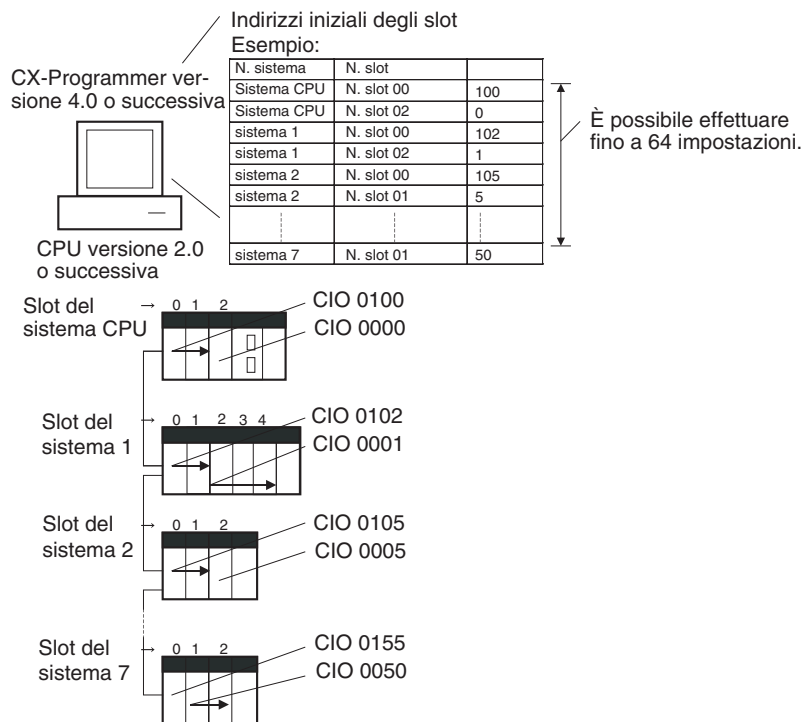 Indirizzi iniziali degli slot
Esempio:
CX-Programmer ver-
sione 4.0 o successiva
N. sistema N. slot
Sistema CPU N. slot 00 100
Sistema CPU N. slot 02 0
sistema 1 N. slot 00 102
sistema 1 N. slot 02 1
sistema 2 N. slot 00 105
sistema 2 N. slot 01 5
sistema 7 N. slot 01 50
È possibile effettuare
fino a 64 impostazioni.
CPU versione 2.0
o successiva
Slot del
sistema CPU
→ 0 1 2
CIO 0100
CIO 0000
Slot del
sistema 1
→ 0 1 2 3 4
CIO 0102
CIO 0001
Slot del
sistema 2
→ 0 1 2
CIO 0105
CIO 0005
Slot del
sistema 7
→ 0 1 2
CIO 0155
CIO 0050